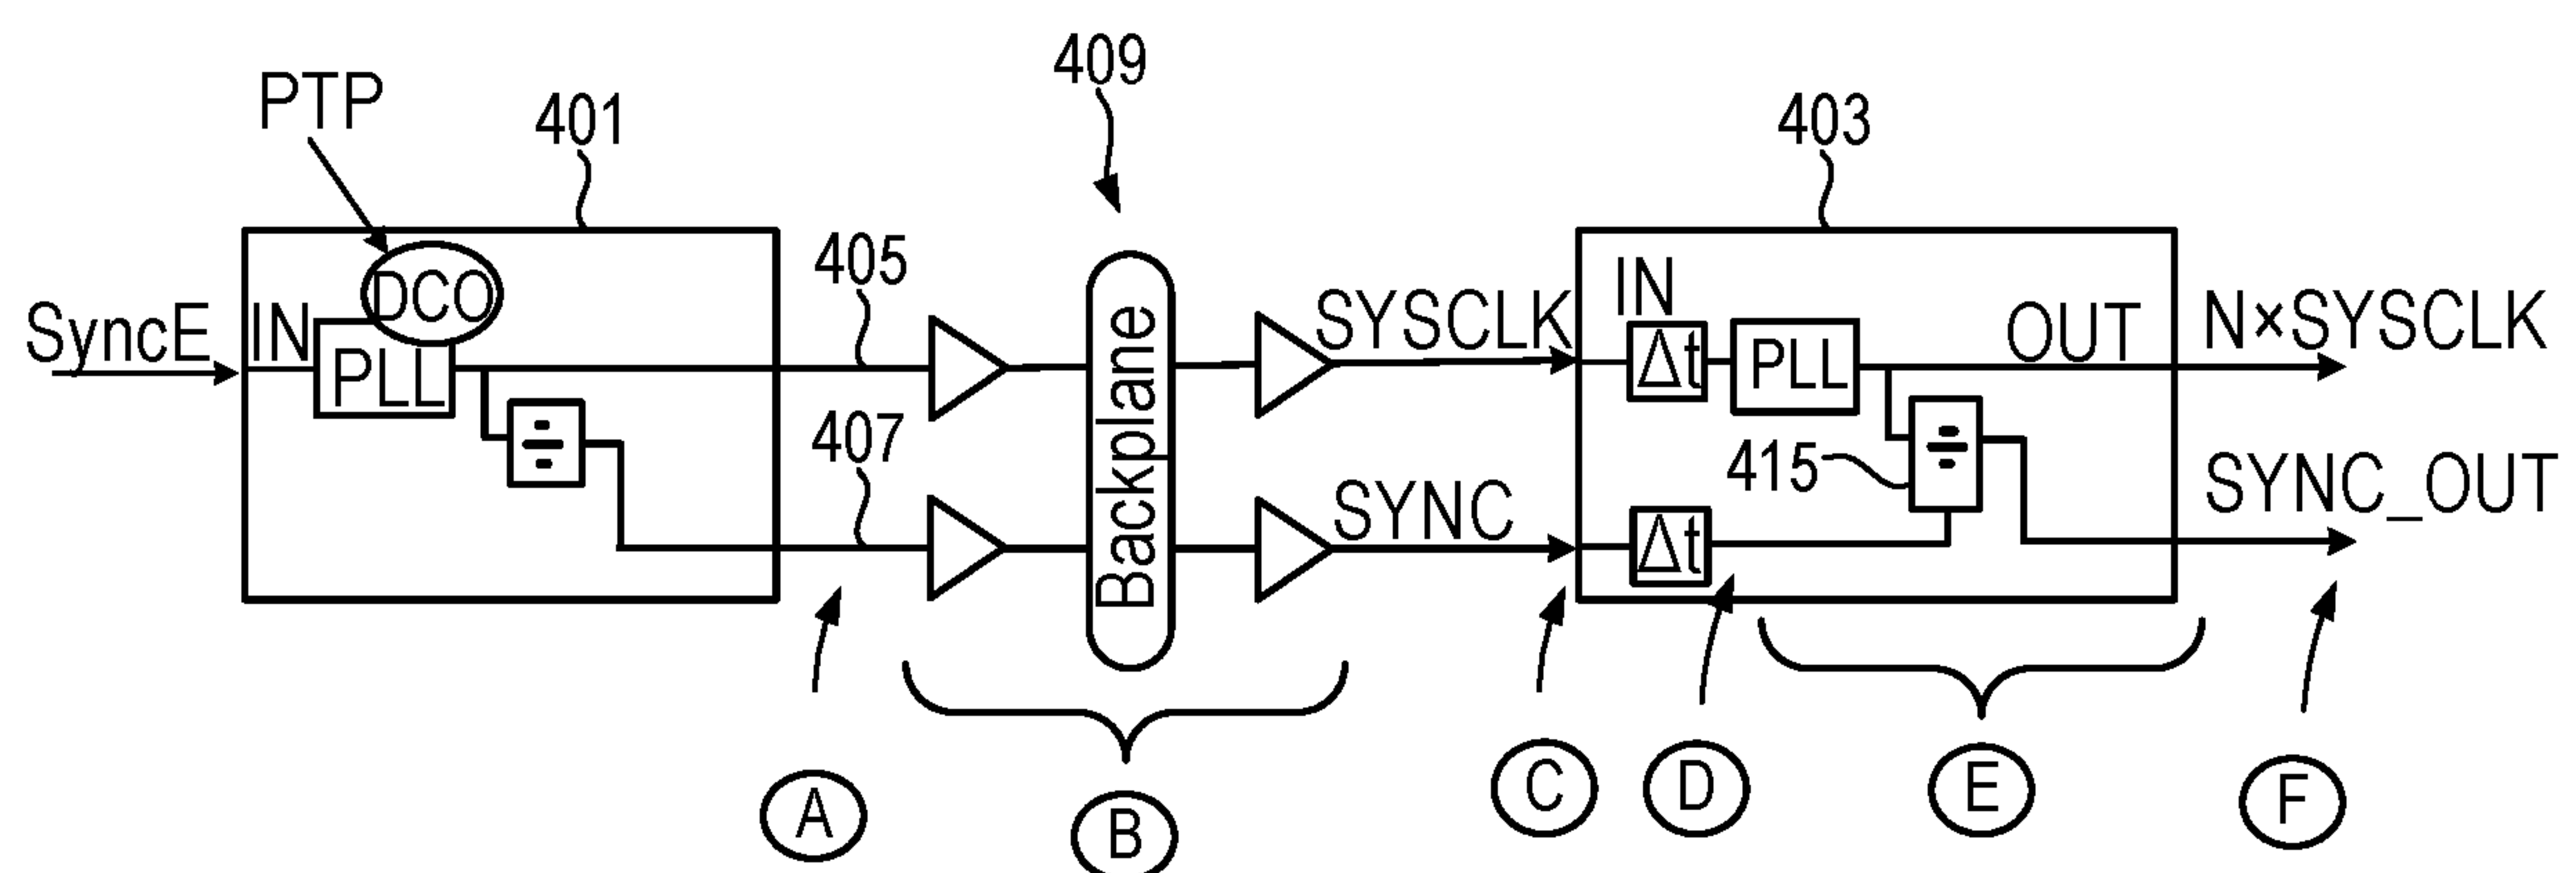 409
PTP
401
403
DCO
405
IN
SyncE
IN
PLL
SYSCLK
Δt
PLL
OUT
N×SYSCLK
÷
407
Backplane
SYNC
415
÷
SYNC_OUT
Δt
A
B
C
D
E
F